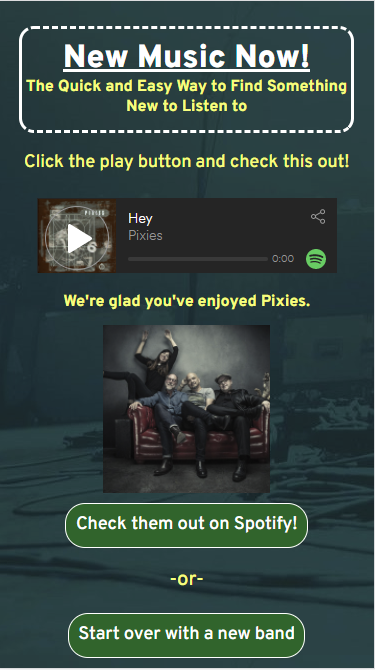 New Music Now!
The Quick and Easy Way to Find Something
New to Listen to
Click the play button and check this out!
PIXIES
Hey
Pixies
0:00
We're glad you've enjoyed Pixies.
Check them out on Spotify!
-or-
Start over with a new band